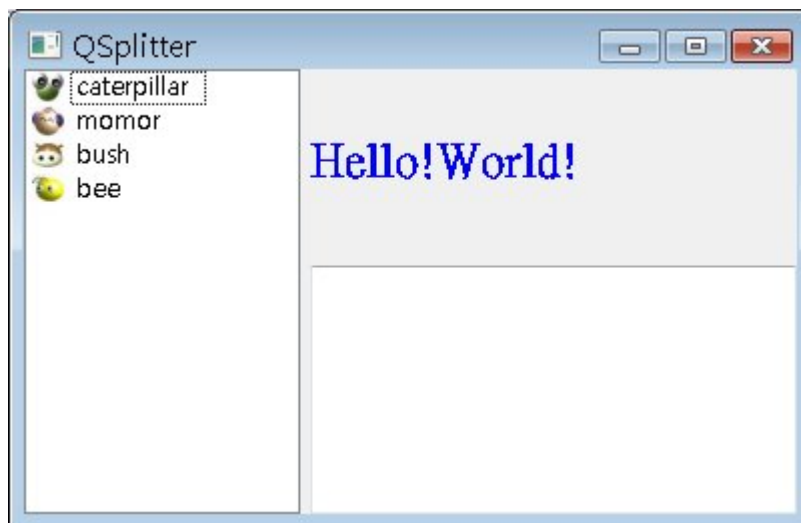 QSplitter
caterpillar
momor
bush
bee
Hello!World!